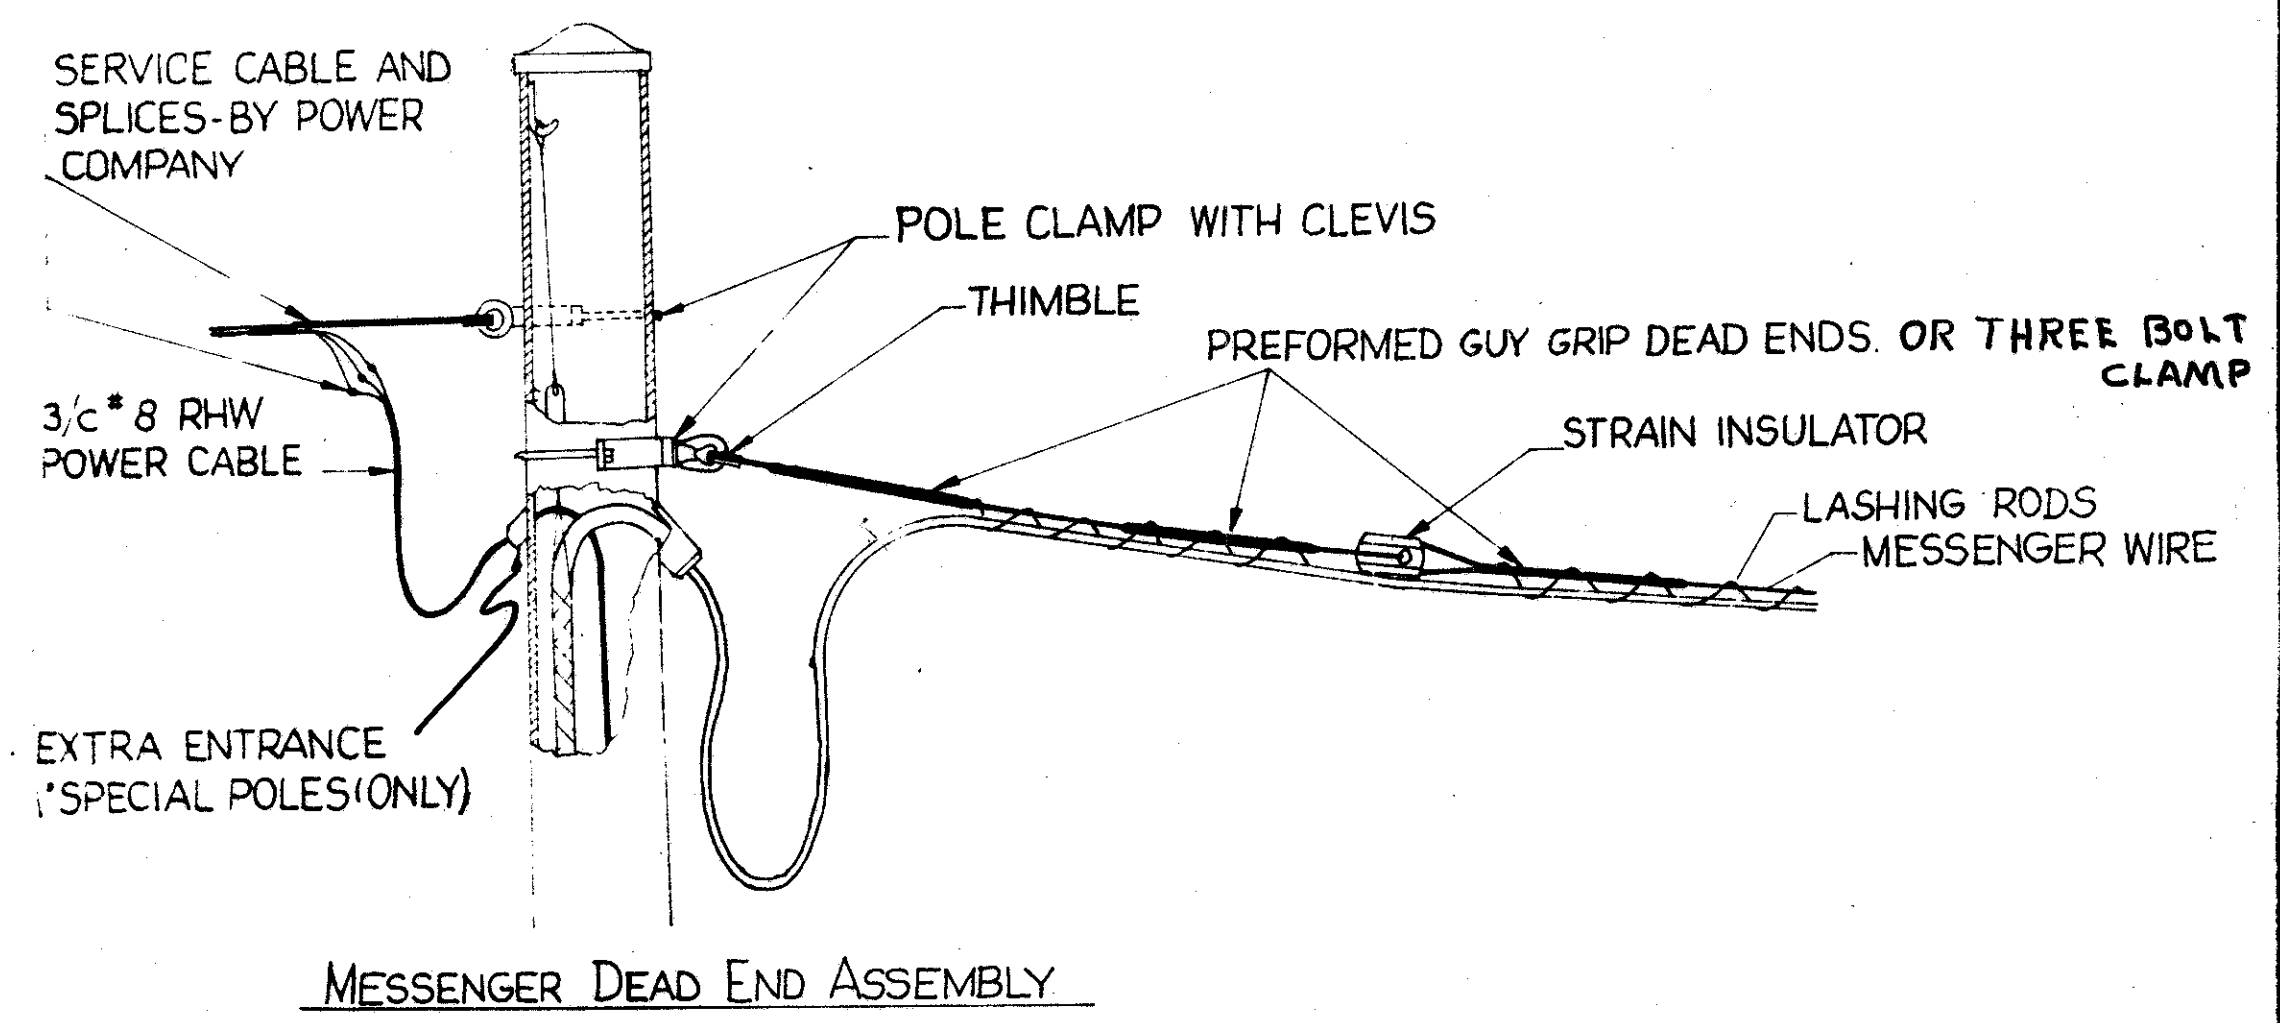 SERVICE CABLE AND
SPLICES-BY POWER
COMPANY
POLE CLAMP WITH CLEVIS
THIMBLE
PREFORMED GUY GRIP DEAD ENDS. OR THREE BOLT
CLAMP
3/C #8 RHW
POWER CABLE
STRAIN INSULATOR
LASHING RODS
MESSENGER WIRE
EXTRA ENTRANCE
SPECIAL POLES(ONLY)
MESSENGER DEAD END ASSEMBLY